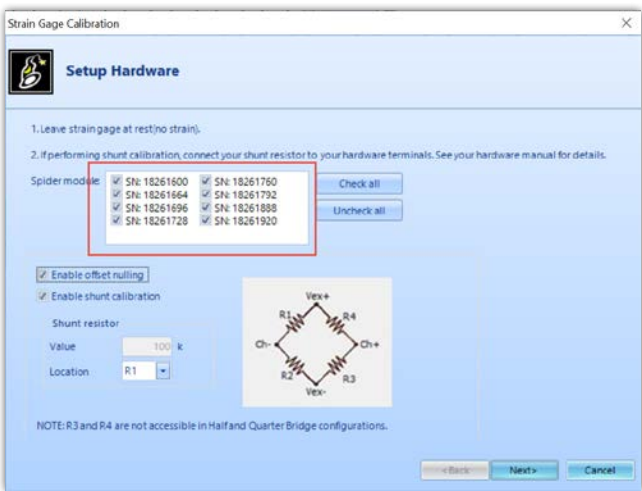 Strain Gage Calibration
Setup Hardware
1.Leave strain gage at rest(no strain).
2. If performing shunt calibration, connect your shunt resistor to your hardware terminals. See your hardware manual for details.
Spider module SN: 18261600 SN: 18261760 Check all
SN: 18261664 SN: 18261792
SN: 18261696 SN: 18261888 Uncheck all
SN: 18261728 SN: 18261920
Enable offset nulling
Enable shunt calibration
Shunt resistor
Value 100 k
Location R1
Vex+
R1 R4
Ch- Ch+
R2 R3
Vex-
NOTE: R3 and R4 are not accessible in Half and Quarter Bridge configurations.
<Back Next> Cancel